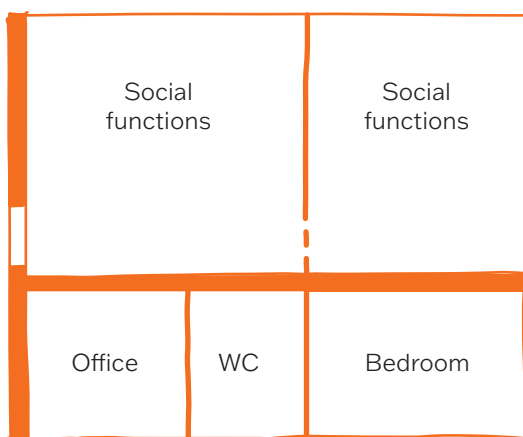 Social
functions
Social
functions
Office
WC
Bedroom